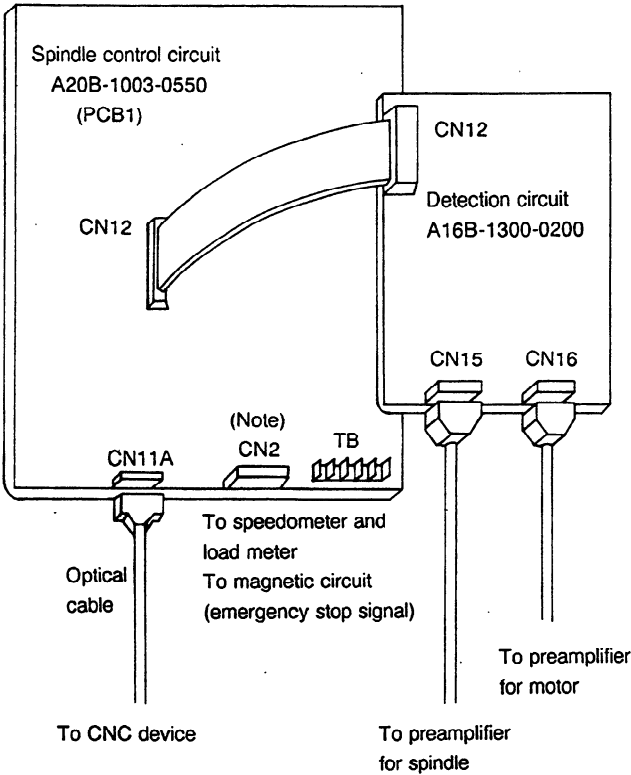 Spindle control circuit
A20B-1003-0550
(PCB1)
CN12
CN12
Detection circuit
A16B-1300-0200
CN15
CN16
(Note)
CN2
TB
CN11A
To speedometer and
load meter
To magnetic circuit
(emergency stop signal)
Optical
cable
To preamplifier
for motor
To CNC device
To preamplifier
for spindle